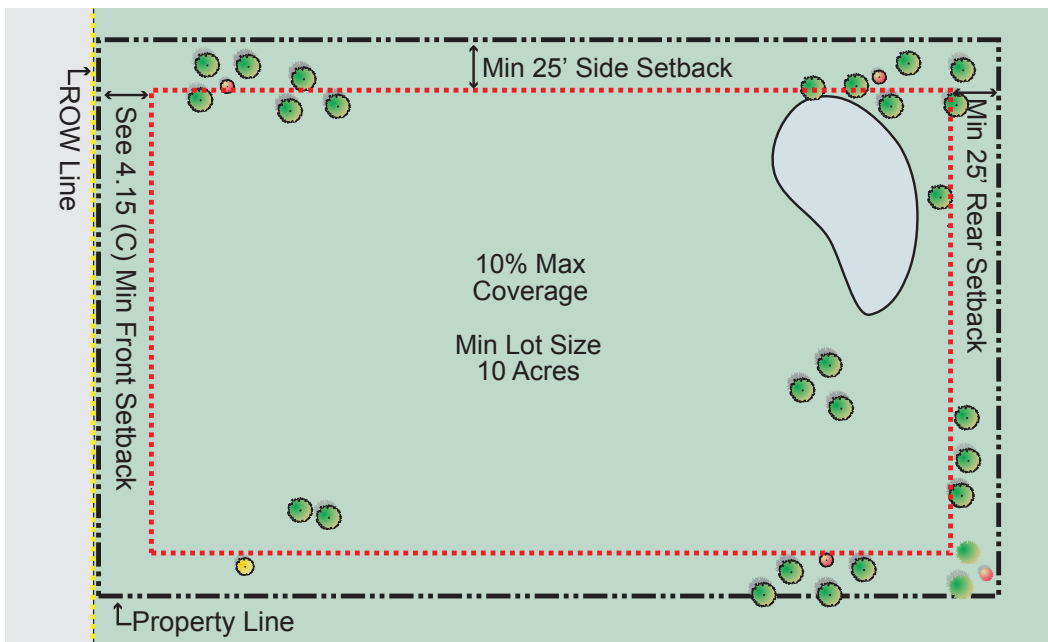 Min 25' Side Setback
ROW Line
See 4.15 (C) Min Front Setback
Min 25' Rear Setback
10% Max
Coverage
Min Lot Size
10 Acres
Property Line